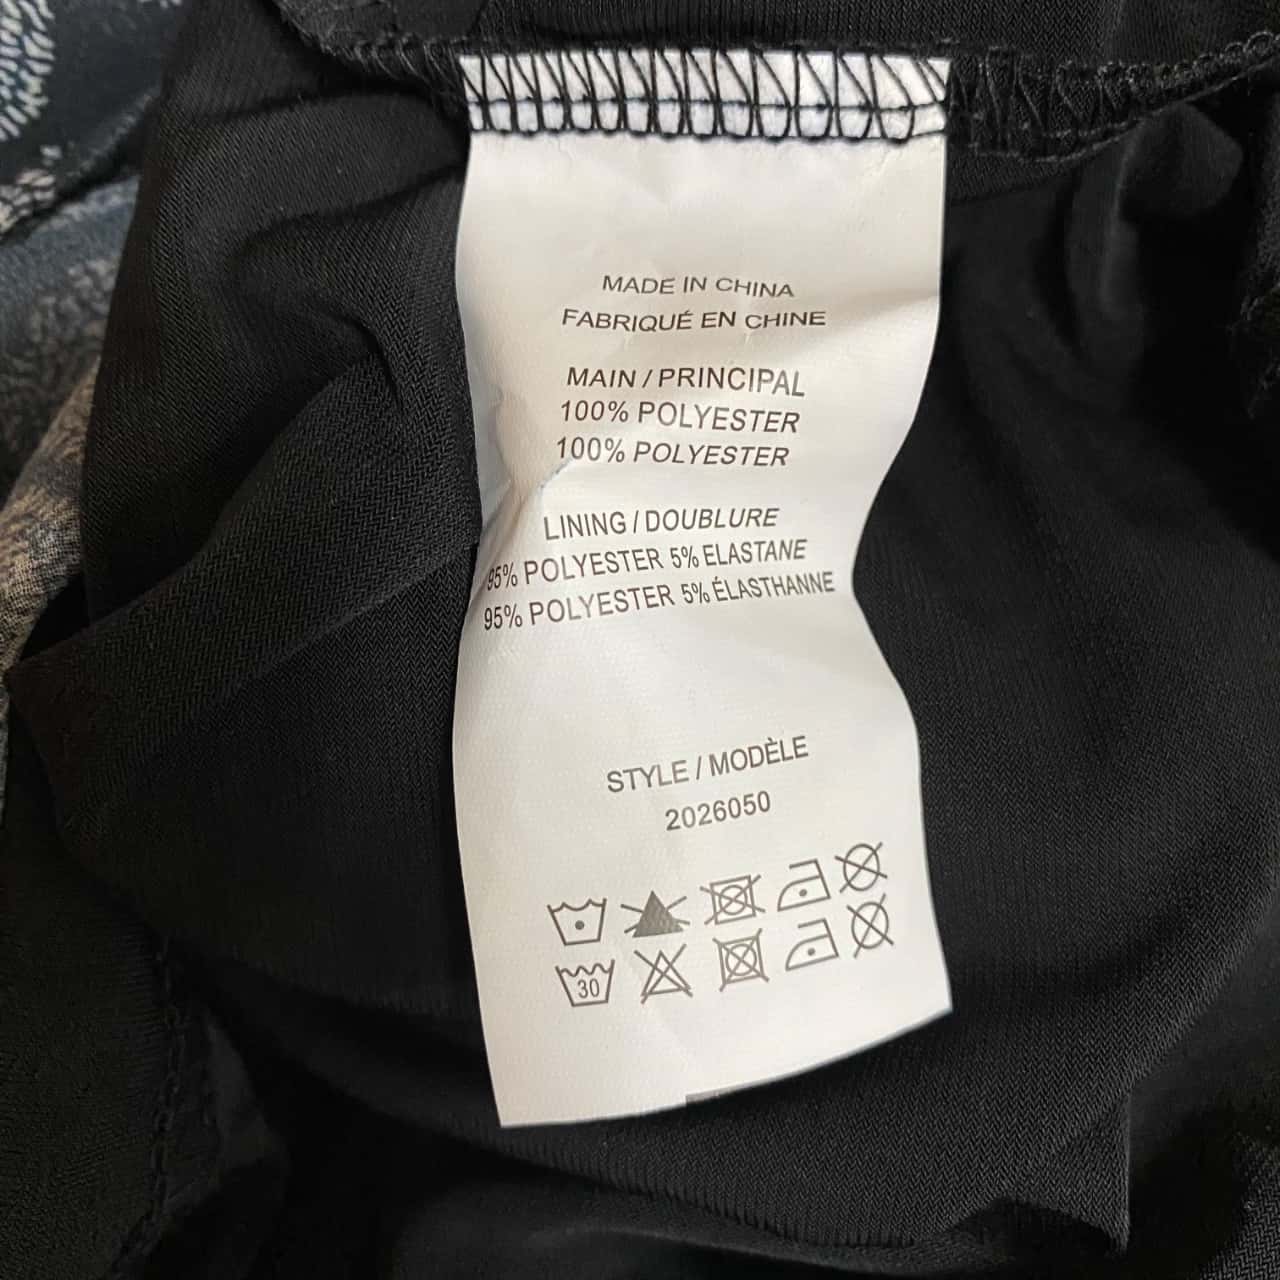 MADE IN CHINA
FABRIQUÉ EN CHINE
MAIN / PRINCIPAL
100% POLYESTER
100% POLYESTER
LINING / DOUBLURE
95% POLYESTER 5% ELASTANE
95% POLYESTER 5% ÉLASTHANNE
STYLE / MODÈLE
2026050
30